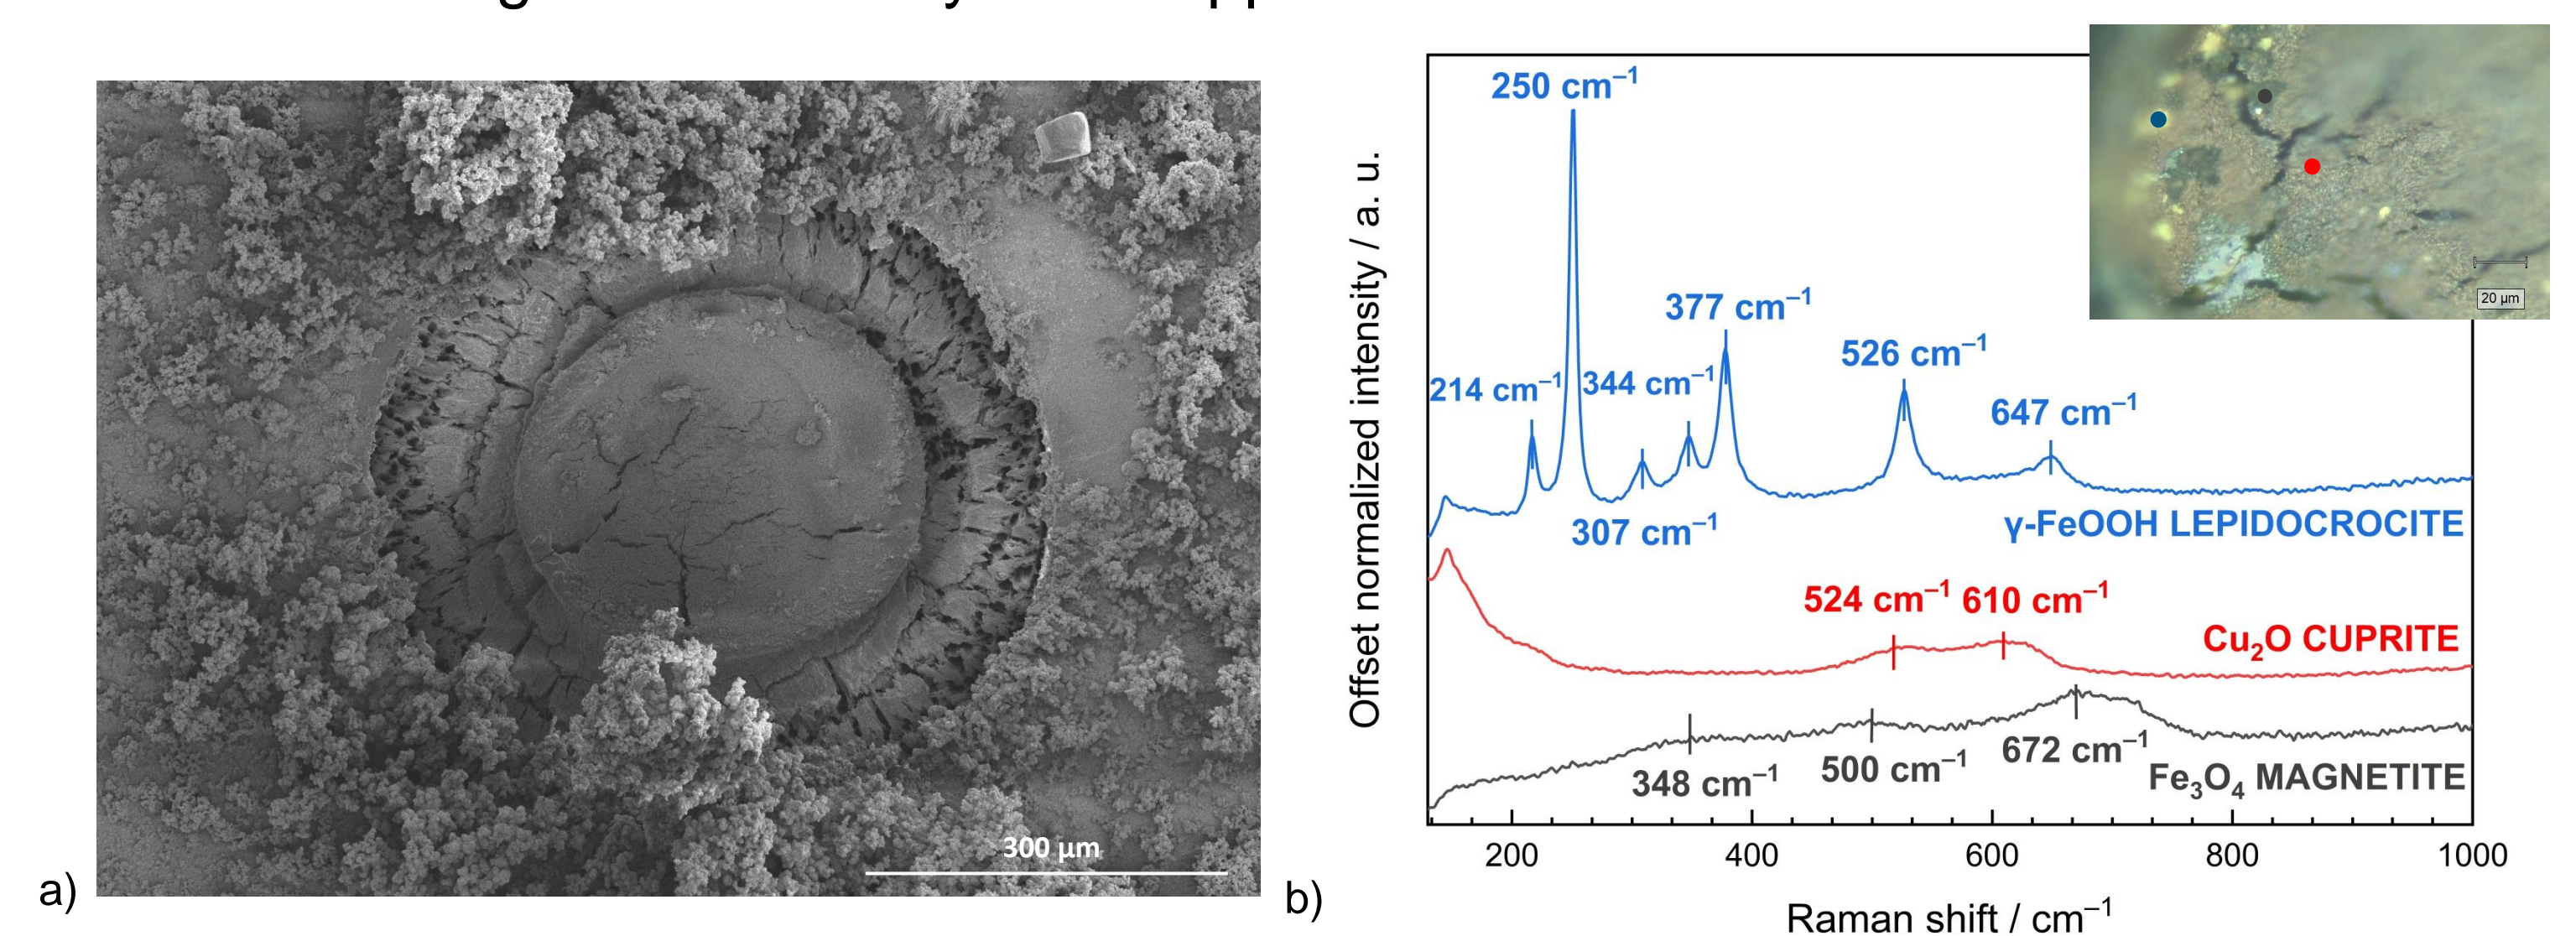 300 µm
a)
b)
Offset normalized intensity / a. u.
250 cm⁻¹
377 cm⁻¹
526 cm⁻¹
214 cm⁻¹ 344 cm⁻¹
647 cm⁻¹
307 cm⁻¹
γ-FeOOH LEPIDOCROCITE
524 cm⁻¹ 610 cm⁻¹
Cu₂O CUPRITE
348 cm⁻¹ 500 cm⁻¹ 672 cm⁻¹
Fe₃O₄ MAGNETITE
200 400 600 800 1000
Raman shift / cm⁻¹
20 µm